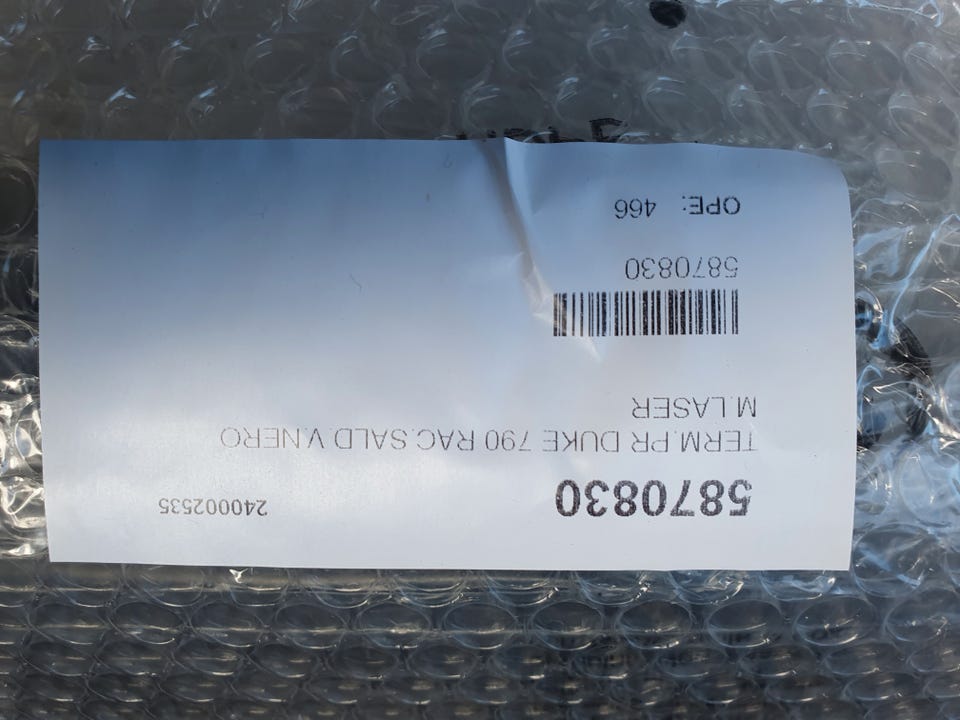 5870830 240002535
TERM.PR DUKE 790 RAC.SALD.V.NERO
M.LASER
5870830
OPE: 466